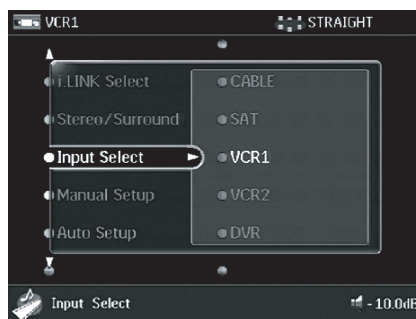 VCR1 STRAIGHT
i.LINK Select CABLE
Stereo/Surround SAT
Input Select VCR1
Manual Setup VCR2
Auto Setup DVR
Input Select -10.0dB